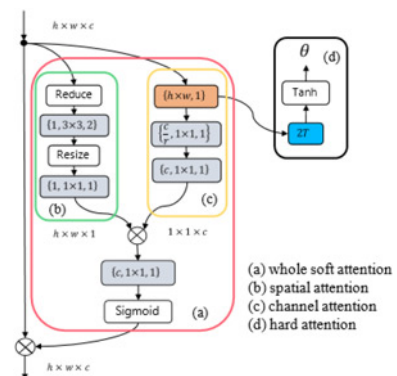 h×w×c
Reduce
{1, 3×3, 2}
Resize
{1, 1×1, 1}
(b)
h×w×1
{h×w, 1}
{c/r, 1×1, 1}
{c, 1×1, 1}
(c)
1×1×c
{c, 1×1, 1}
Sigmoid
(a)
h×w×c
θ
(d)
Tanh
2T
(a) whole soft attention
(b) spatial attention
(c) channel attention
(d) hard attention